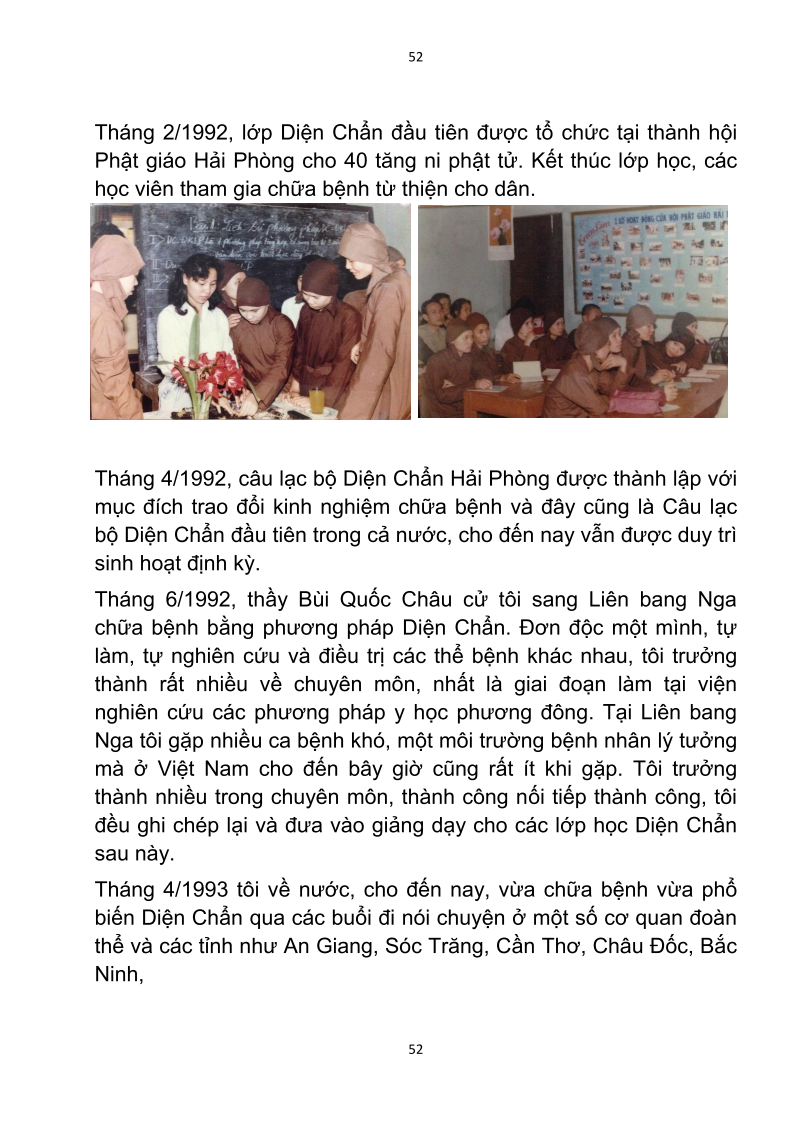 52
Tháng 2/1992, lớp Diện Chẩn đầu tiên được tổ chức tại thành hội
Phật giáo Hải Phòng cho 40 tăng ni phật tử. Kết thúc lớp học, các
học viên tham gia chữa bệnh từ thiện cho dân.
1 SỐ HOẠT ĐỘNG CỦA HỘI PHẬT GIÁO HẢI
Tháng 4/1992, câu lạc bộ Diện Chẩn Hải Phòng được thành lập với
mục đích trao đổi kinh nghiệm chữa bệnh và đây cũng là Câu lạc
bộ Diện Chẩn đầu tiên trong cả nước, cho đến nay vẫn được duy trì
sinh hoạt định kỳ.
Tháng 6/1992, thầy Bùi Quốc Châu cử tôi sang Liên bang Nga
chữa bệnh bằng phương pháp Diện Chẩn. Đơn độc một mình, tự
làm, tự nghiên cứu và điều trị các thể bệnh khác nhau, tôi trưởng
thành rất nhiều về chuyên môn, nhất là giai đoạn làm tại viện
nghiên cứu các phương pháp y học phương đông. Tại Liên bang
Nga tôi gặp nhiều ca bệnh khó, một môi trường bệnh nhân lý tưởng
mà ở Việt Nam cho đến bây giờ cũng rất ít khi gặp. Tôi trưởng
thành nhiều trong chuyên môn, thành công nối tiếp thành công, tôi
đều ghi chép lại và đưa vào giảng dạy cho các lớp học Diện Chẩn
sau này.
Tháng 4/1993 tôi về nước, cho đến nay, vừa chữa bệnh vừa phổ
biến Diện Chẩn qua các buổi đi nói chuyện ở một số cơ quan đoàn
thể và các tỉnh như An Giang, Sóc Trăng, Cần Thơ, Châu Đốc, Bắc
Ninh,
52